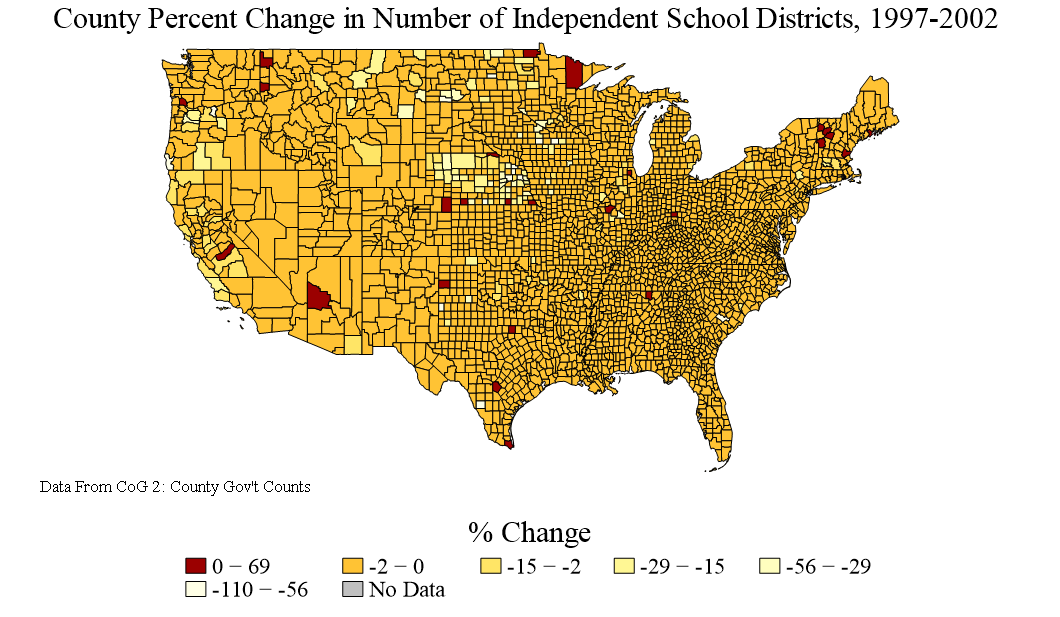 County Percent Change in Number of Independent School Districts, 1997-2002
Data From CoG 2: County Gov't Counts
% Change
0 − 69 -2 − 0 -15 − -2 -29 − -15 -56 − -29
-110 − -56 No Data